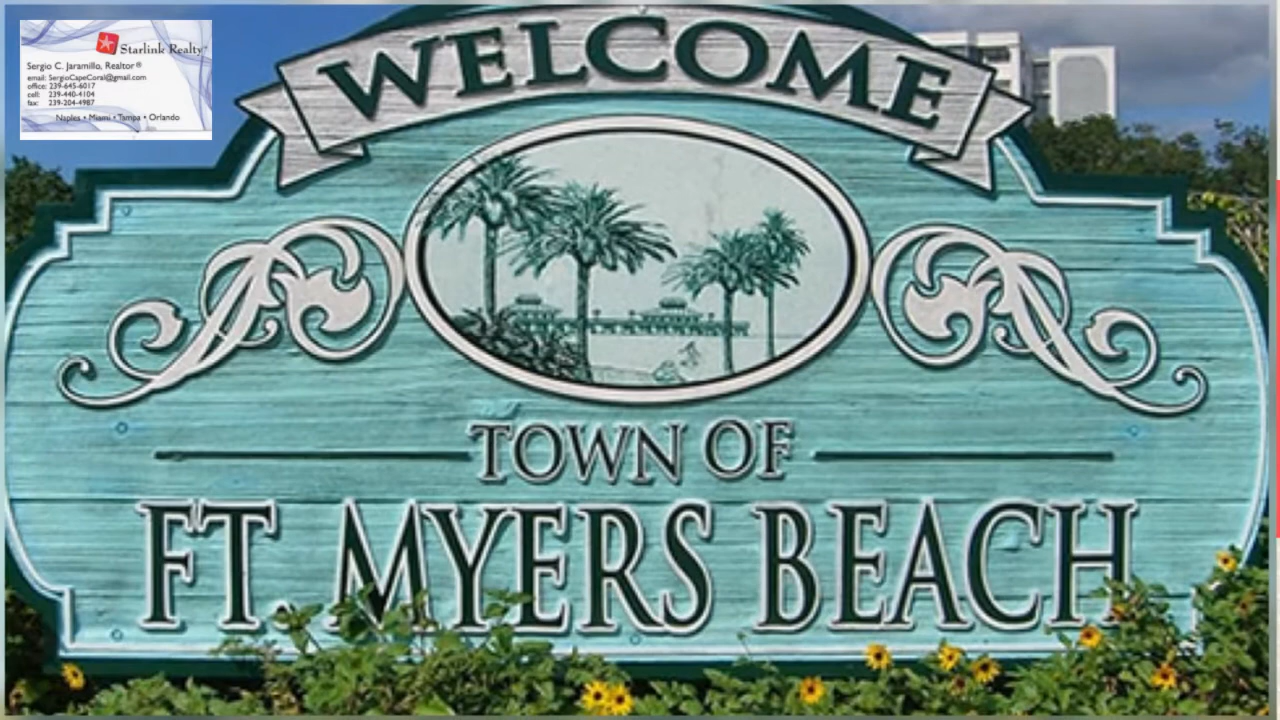 Starlink Realty
Sergio C. Jaramillo, Realtor®
email: SergioCapeCoral@gmail.com
office: 239-645-6017
cell: 239-440-4104
fax: 239-204-4987
Naples • Miami • Tampa • Orlando
WELCOME
TOWN OF
FT. MYERS BEACH